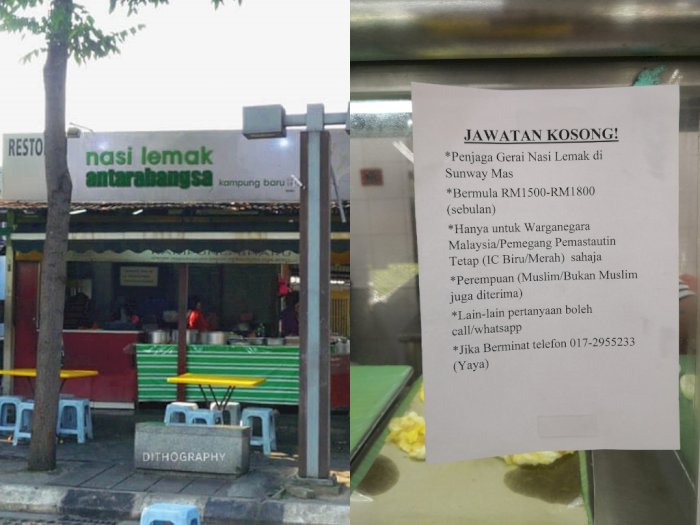 RESTO
nasi lemak
antarabangsa kampung baru
DITHOGRAPHY
JAWATAN KOSONG!
*Penjaga Gerai Nasi Lemak di
Sunway Mas
*Bermula RM1500-RM1800
(sebulan)
*Hanya untuk Warganegara
Malaysia/Pemegang Pemastautin
Tetap (IC Biru/Merah) sahaja
*Perempuan (Muslim/Bukan Muslim
juga diterima)
*Lain-lain pertanyaan boleh
call/whatsapp
*Jika Berminat telefon 017-2955233
(Yaya)